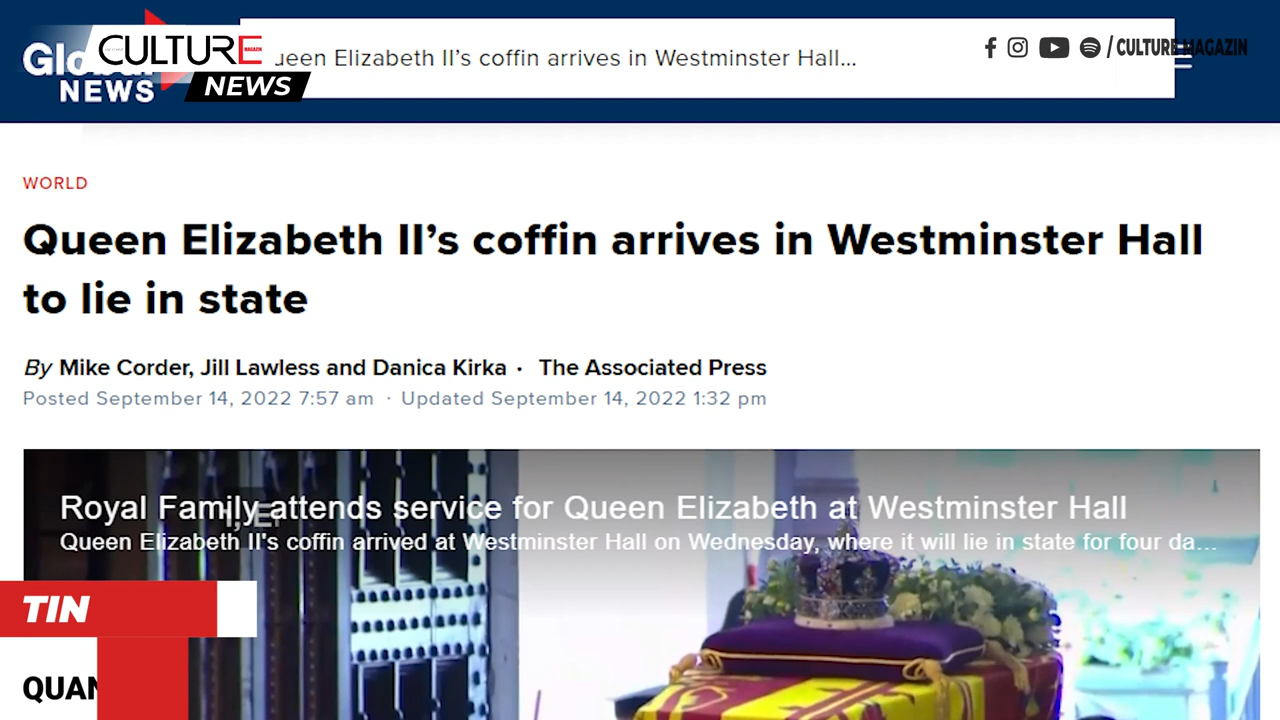 CULTURE MAGAZIN
NEWS
Global
NEWS
Queen Elizabeth II’s coffin arrives in Westminster Hall...
/ CULTURE MAGAZIN
WORLD
Queen Elizabeth II’s coffin arrives in Westminster Hall
to lie in state
By Mike Corder, Jill Lawless and Danica Kirka · The Associated Press
Posted September 14, 2022 7:57 am · Updated September 14, 2022 1:32 pm
Royal Family attends service for Queen Elizabeth at Westminster Hall
Queen Elizabeth II's coffin arrived at Westminster Hall on Wednesday, where it will lie in state for four da...
TIN
QUAN